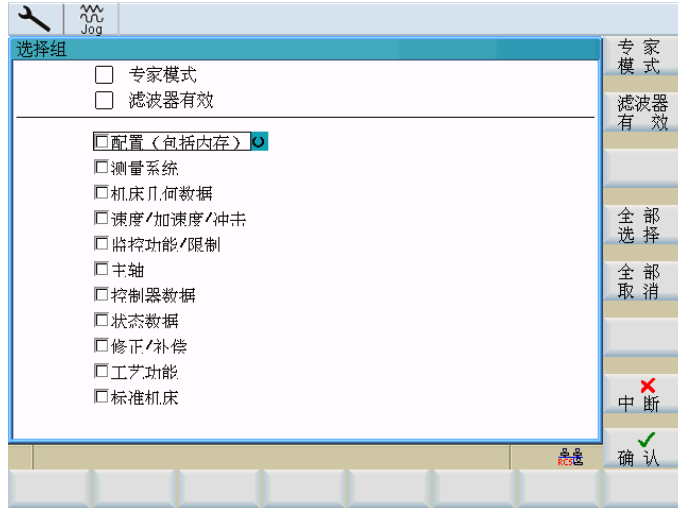 Jog
选择组
专家模式
滤波器有效
配置（包括内存）
测量系统
机床几何数据
速度/加速度/冲击
监控功能/限制
主轴
控制器数据
状态数据
修正/补偿
工艺功能
标准机床
专家
模式
滤波器
有效
全部
选择
全部
取消
中断
确认
RCS